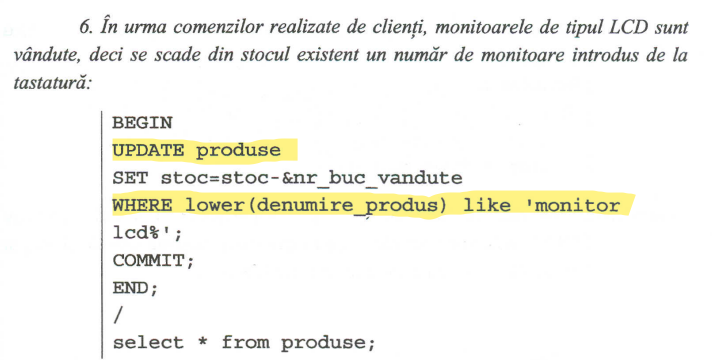 6. În urma comenzilor realizate de clienți, monitoarele de tipul LCD sunt
vândute, deci se scade din stocul existent un număr de monitoare introdus de la
tastatură:
BEGIN
UPDATE produse
SET stoc=stoc-&nr_buc_vandute
WHERE lower(denumire_produs) like 'monitor
lcd%';
COMMIT;
END;
/
select * from produse;